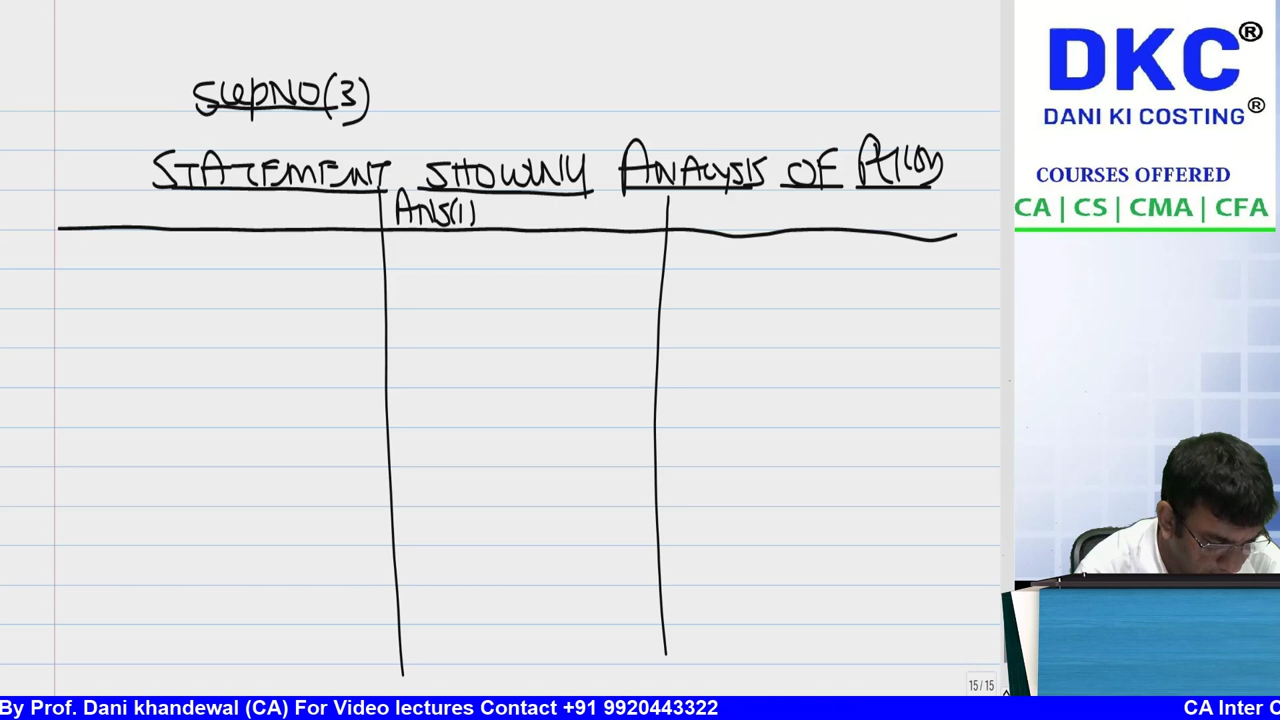 Step NO (3)
STATEMENT SHOWING ANALYSIS OF
ANS(1)
15/15
DKC®
DANI KI COSTING®
COURSES OFFERED
CA | CS | CMA | CFA
By Prof. Dani khandewal (CA) For Video lectures Contact +91 9920443322
CA Inter C